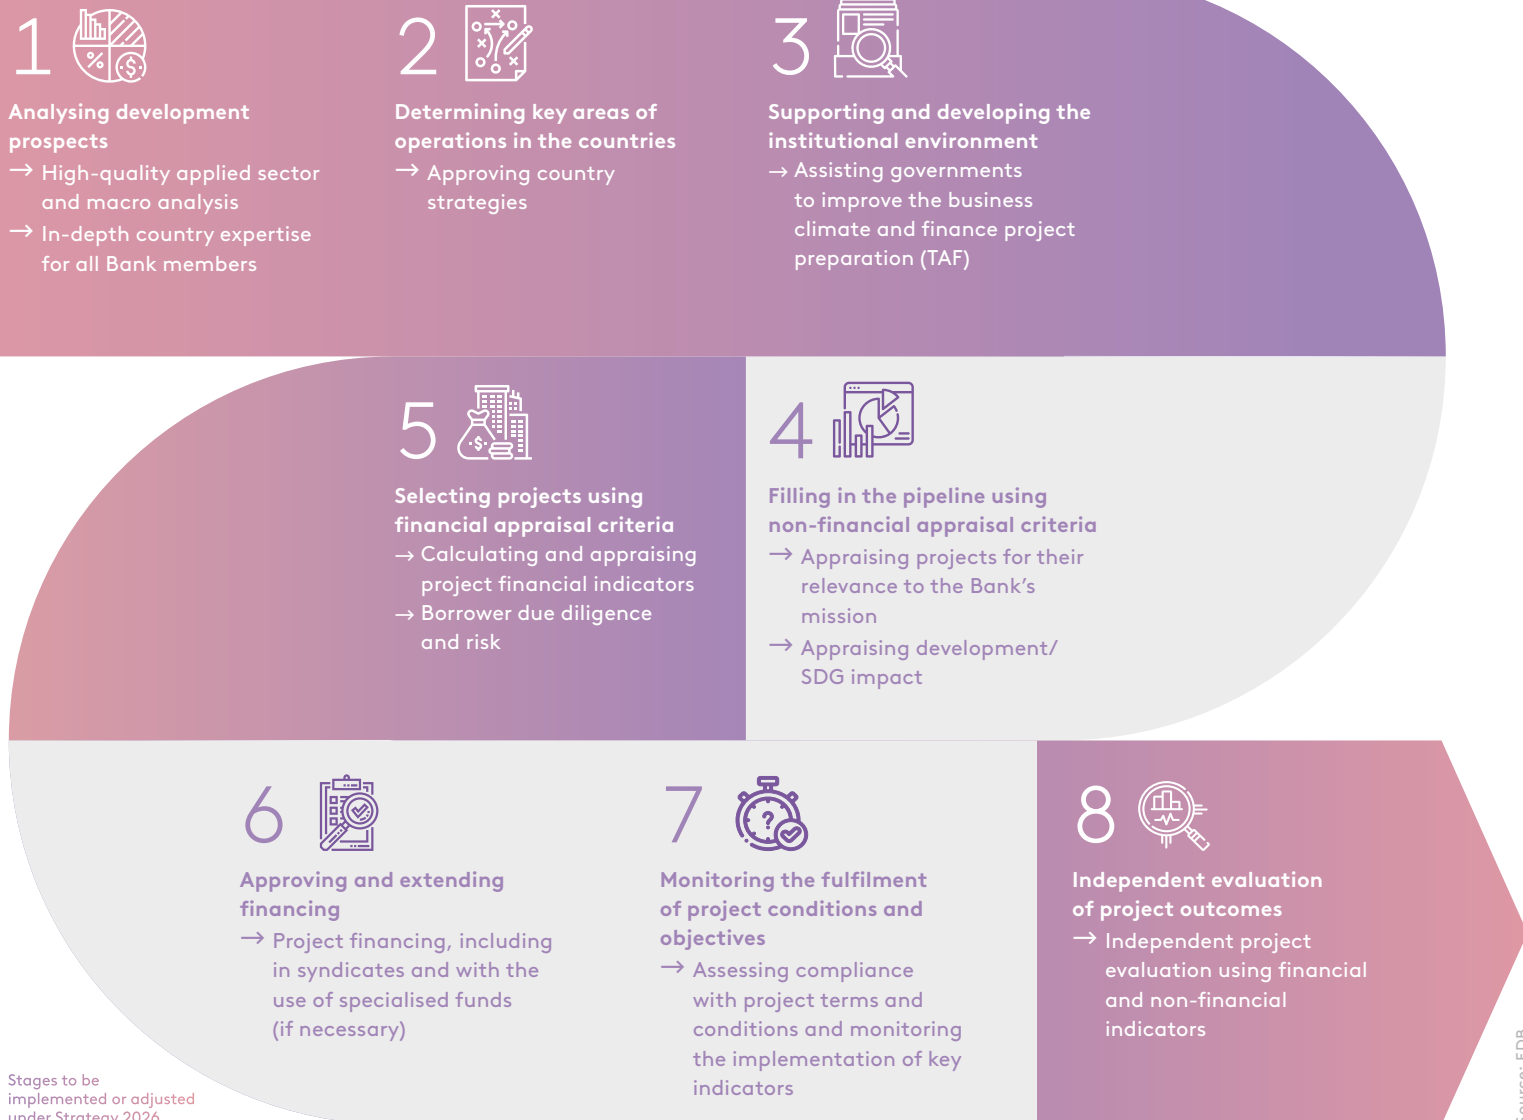 1
Analysing development
prospects
→ High-quality applied sector
and macro analysis
→ In-depth country expertise
for all Bank members
2
Determining key areas of
operations in the countries
→ Approving country
strategies
3
Supporting and developing the
institutional environment
→ Assisting governments
to improve the business
climate and finance project
preparation (TAF)
4
Filling in the pipeline using
non-financial appraisal criteria
→ Appraising projects for their
relevance to the Bank’s
mission
→ Appraising development/
SDG impact
5
Selecting projects using
financial appraisal criteria
→ Calculating and appraising
project financial indicators
→ Borrower due diligence
and risk
6
Approving and extending
financing
→ Project financing, including
in syndicates and with the
use of specialised funds
(if necessary)
7
Monitoring the fulfilment
of project conditions and
objectives
→ Assessing compliance
with project terms and
conditions and monitoring
the implementation of key
indicators
8
Independent evaluation
of project outcomes
→ Independent project
evaluation using financial
and non-financial
indicators
Stages to be
implemented or adjusted
under Strategy 2026
Source: EDB